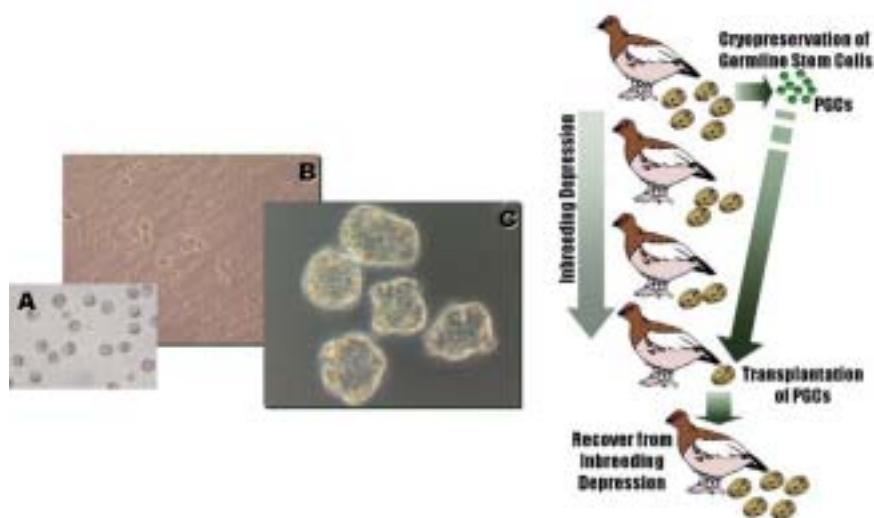 A
B
C
Cryopreservation of
Germline Stem Cells
PGCs
Inbreeding Depression
Transplantation
of PGCs
Recover from
Inbreeding
Depression